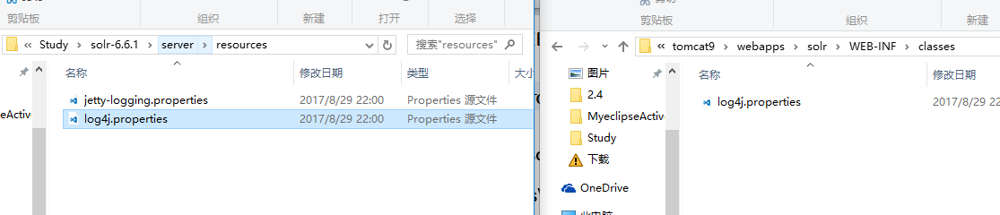 剪贴板 组织 新建 打开 选择
« Study › solr-6.6.1 › server › resources
搜索"resources"
名称 修改日期 类型 大小
jetty-logging.properties 2017/8/29 22:00 Properties 源文件
log4j.properties 2017/8/29 22:00 Properties 源文件
eActive
剪贴板 组织 新建
« tomcat9 › webapps › solr › WEB-INF › classes
名称 修改日期
图片
2.4
MyeclipseActive
Study
下载
OneDrive
此电脑
log4j.properties 2017/8/29 22